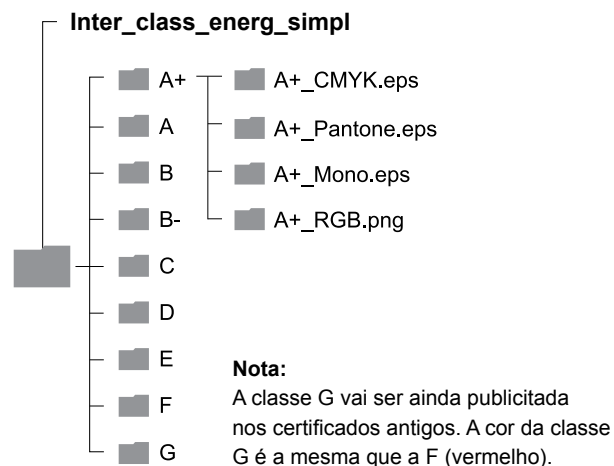 Inter_class_energ_simpl
A+
A+_CMYK.eps
A
A+_Pantone.eps
B
A+_Mono.eps
B-
A+_RGB.png
C
D
E
F
G
Nota:
A classe G vai ser ainda publicitada
nos certificados antigos. A cor da classe
G é a mesma que a F (vermelho).